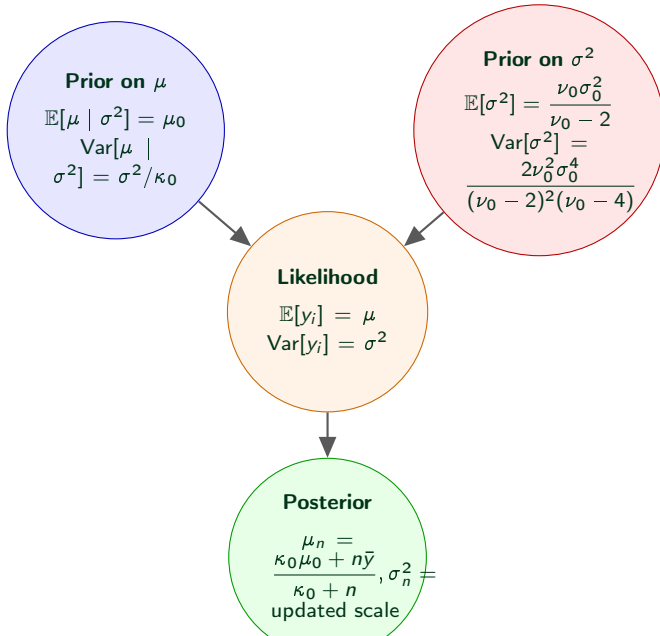 Prior on μ
𝔼[μ | σ²] = μ₀
Var[μ |
σ²] = σ²/κ₀
Prior on σ²
𝔼[σ²] = ν₀σ₀² / (ν₀ − 2)
Var[σ²] =
2ν₀²σ₀⁴ / (ν₀ − 2)²(ν₀ − 4)
Likelihood
𝔼[yᵢ] = μ
Var[yᵢ] = σ²
Posterior
μₙ =
(κ₀μ₀ + nȳ) / (κ₀ + n), σₙ² =
updated scale